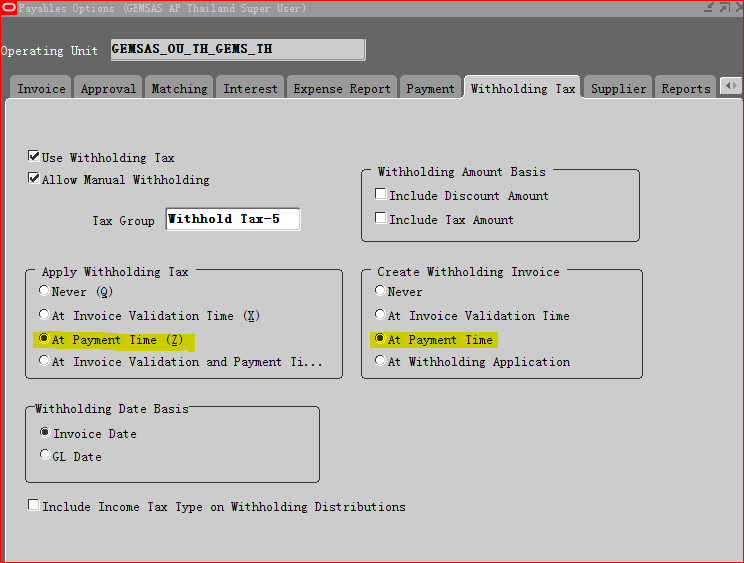 Payables Options (GEMSAS AP Thailand Super User)
Operating Unit GEMSAS_OU_TH_GEMS_TH
Invoice Approval Matching Interest Expense Report Payment Withholding Tax Supplier Reports
Use Withholding Tax
Allow Manual Withholding
Tax Group Withhold Tax-5
Withholding Amount Basis
Include Discount Amount
Include Tax Amount
Apply Withholding Tax
Never (Q)
At Invoice Validation Time (X)
At Payment Time (Z)
At Invoice Validation and Payment Ti...
Create Withholding Invoice
Never
At Invoice Validation Time
At Payment Time
At Withholding Application
Withholding Date Basis
Invoice Date
GL Date
Include Income Tax Type on Withholding Distributions